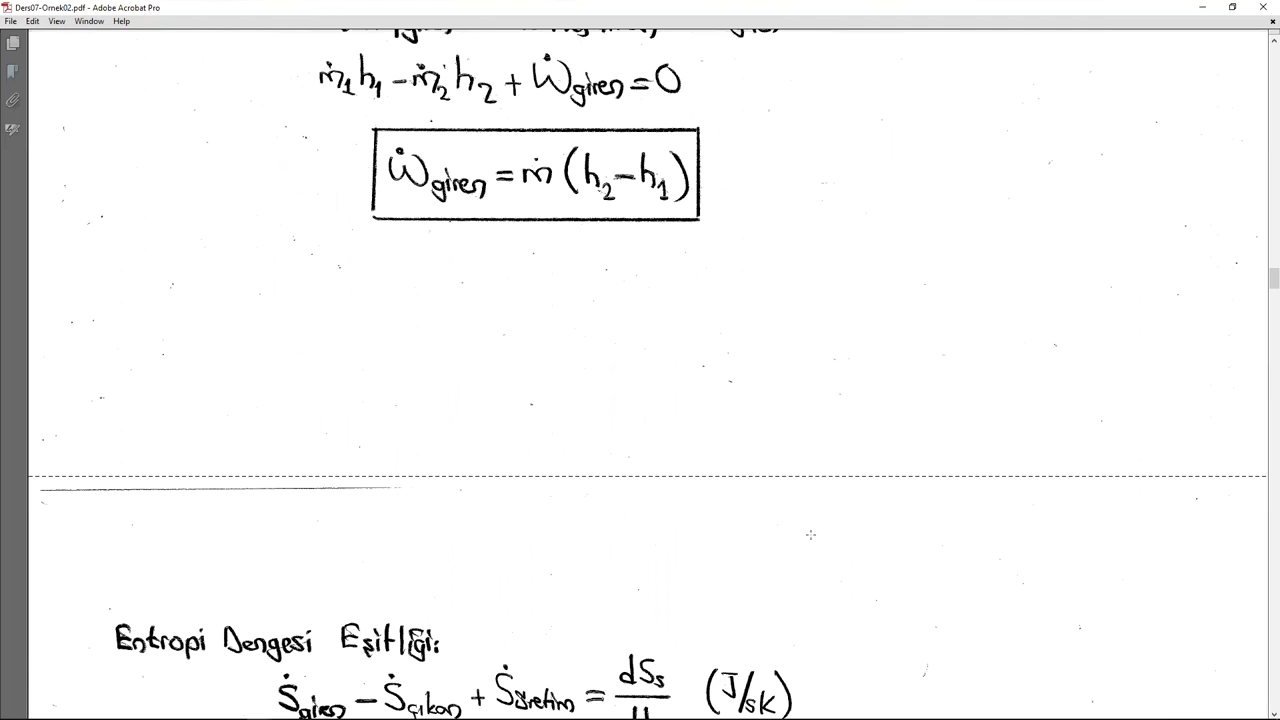 Ders07-Ornek02.pdf - Adobe Acrobat Pro
File Edit View Window Help
ṁ₁h₁ - ṁ₂h₂ + Ẇgiren = 0
Ẇgiren = ṁ (h₂ - h₁)
Entropi Dengesi Eşitliği:
Ṡgiren - Ṡçıkan + Ṡüretim = dSs (J/sK)